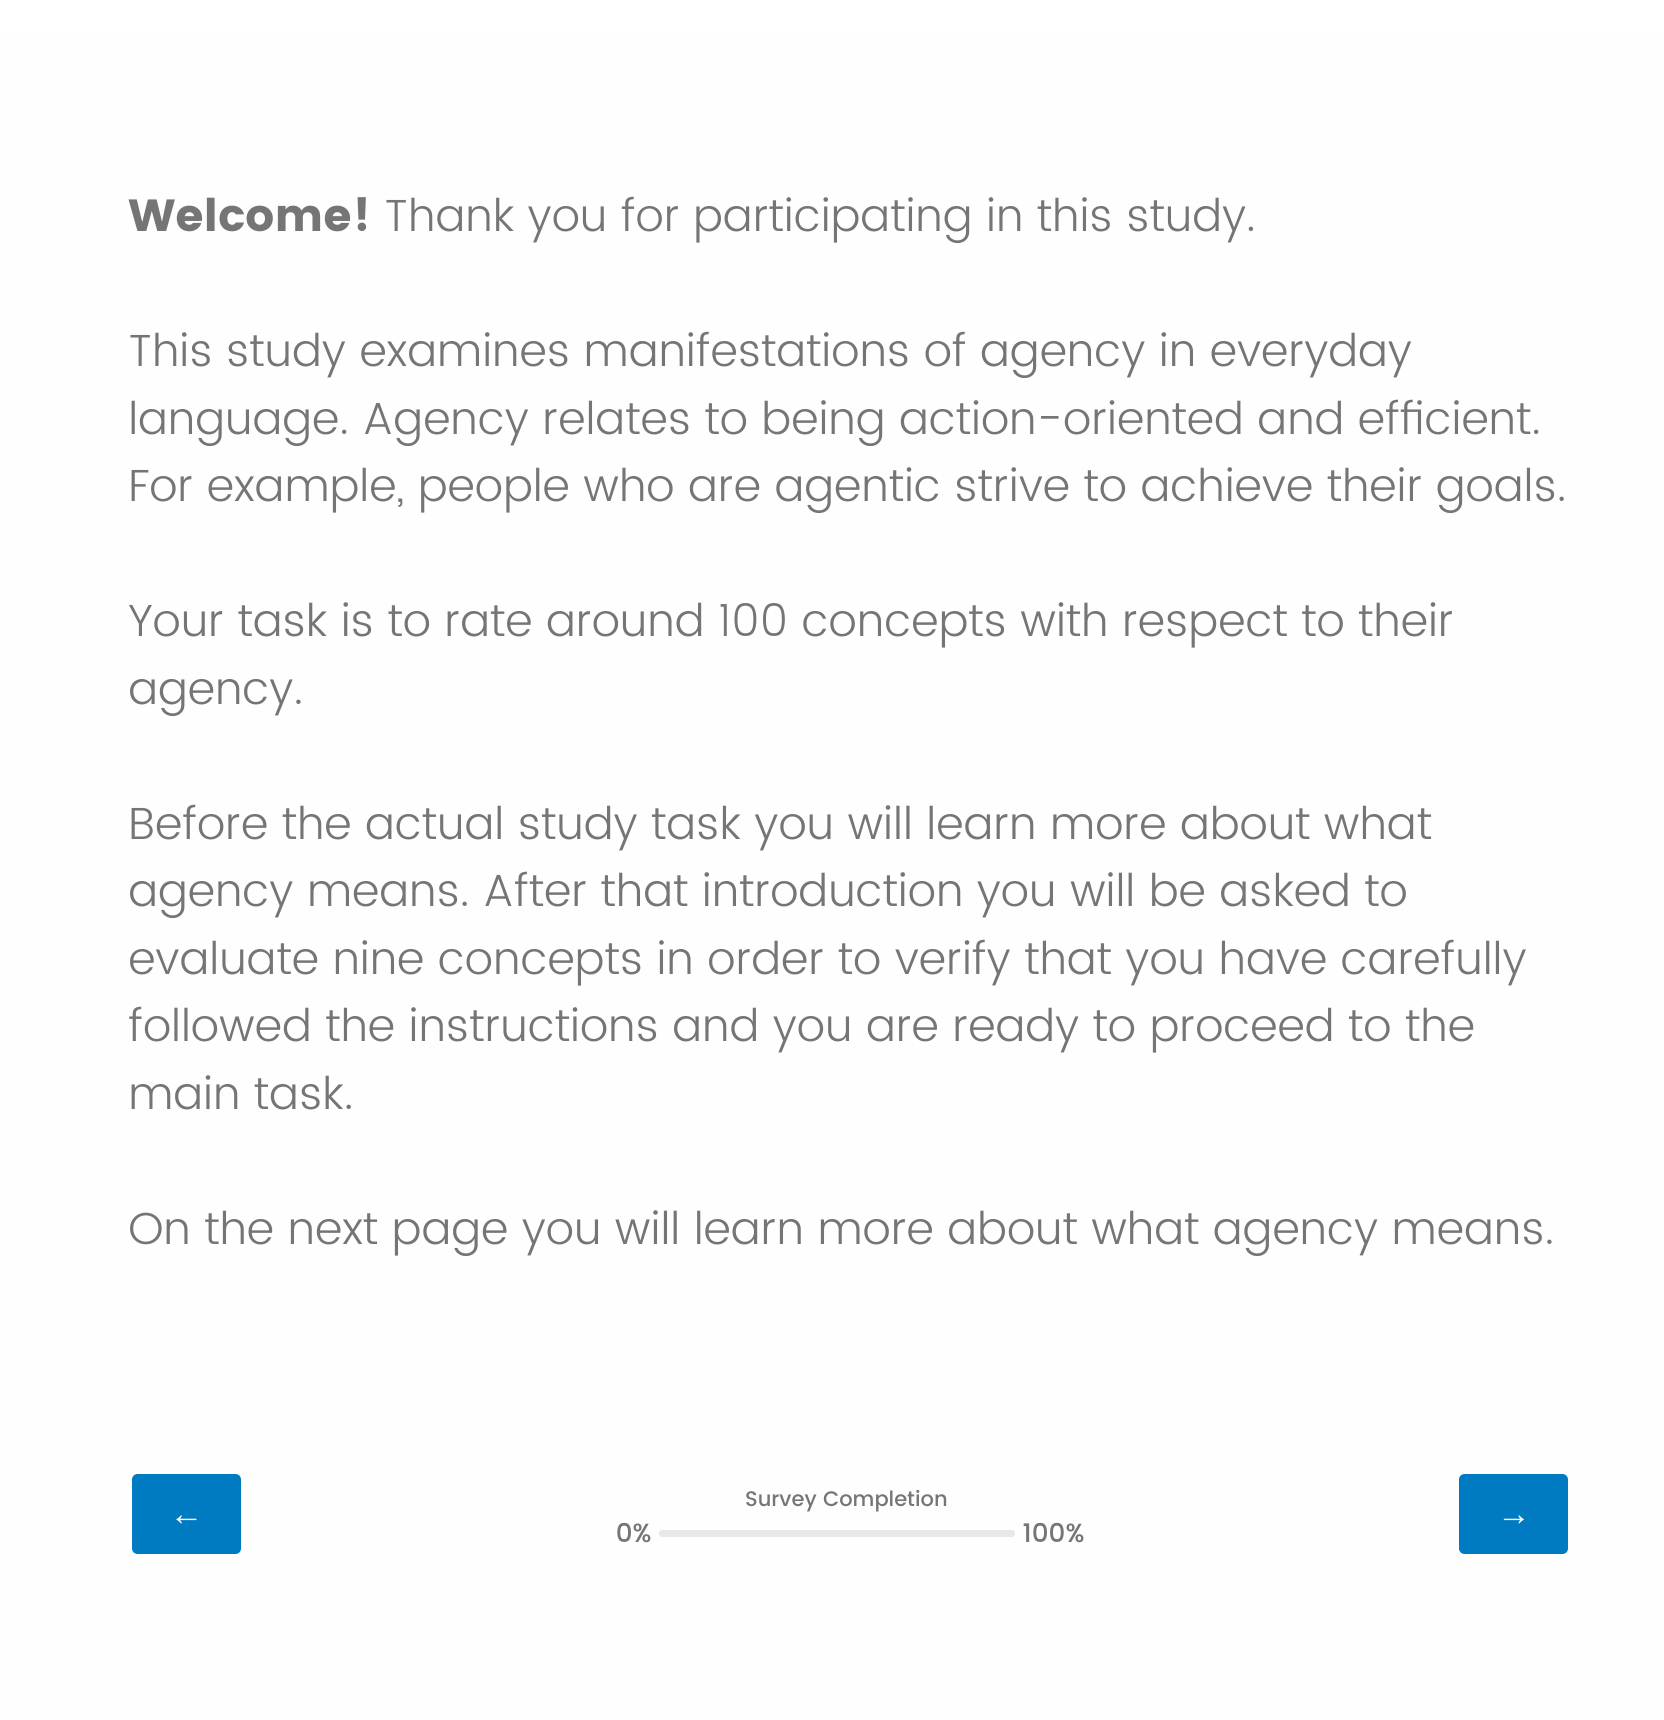 Welcome! Thank you for participating in this study.
This study examines manifestations of agency in everyday
language. Agency relates to being action-oriented and efficient.
For example, people who are agentic strive to achieve their goals.
Your task is to rate around 100 concepts with respect to their
agency.
Before the actual study task you will learn more about what
agency means. After that introduction you will be asked to
evaluate nine concepts in order to verify that you have carefully
followed the instructions and you are ready to proceed to the
main task.
On the next page you will learn more about what agency means.
←
Survey Completion
0% 100%
→